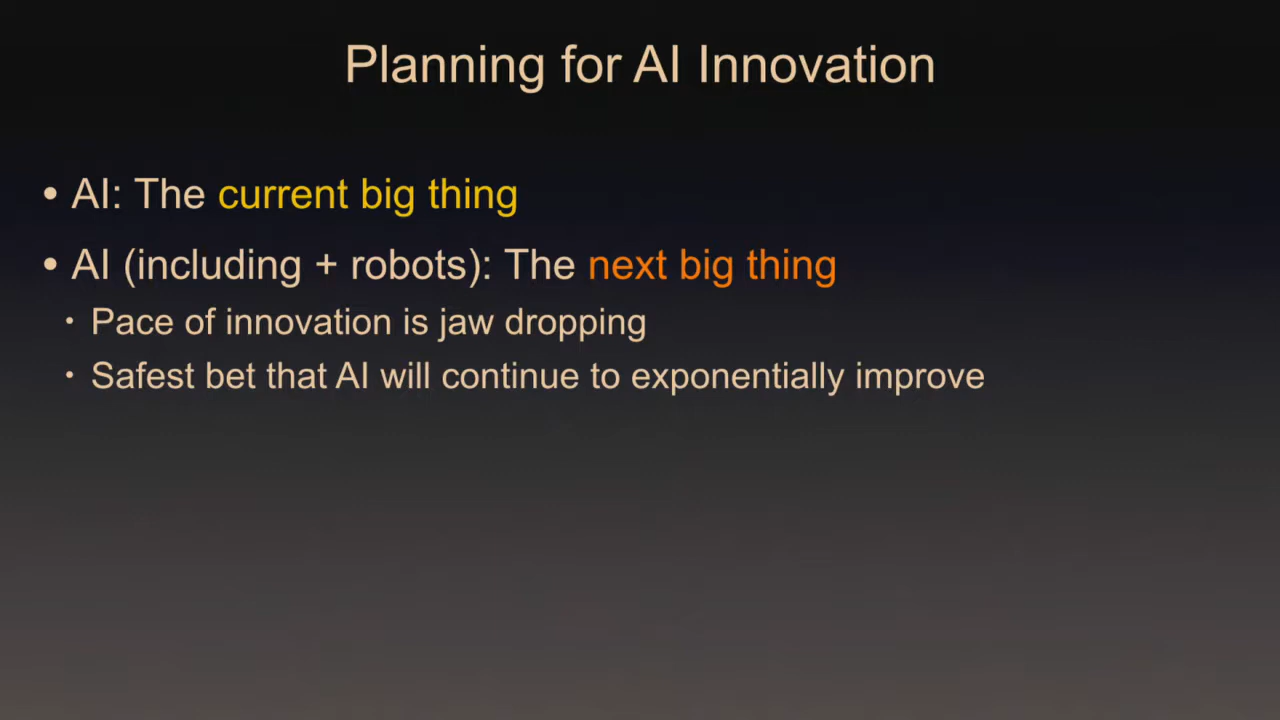 Planning for AI Innovation
• AI: The current big thing
• AI (including + robots): The next big thing
• Pace of innovation is jaw dropping
• Safest bet that AI will continue to exponentially improve